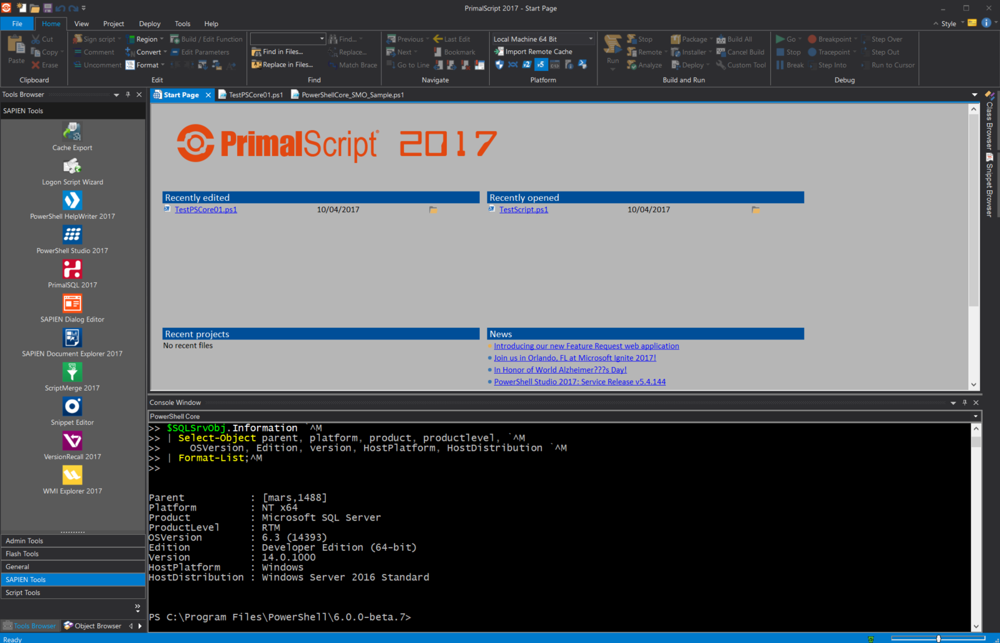 PrimalScript 2017 - Start Page
File Home View Project Deploy Tools Help Style
Paste Cut Copy Erase
Clipboard
Sign script Region Build / Edit Function
Comment Convert Edit Parameters
Uncomment Format
Edit
Find...
Find in Files... Replace...
Replace in Files... Match Brace
Find
Previous Last Edit
Next Bookmark
Go to Line
Navigate
Local Machine 64 Bit
Import Remote Cache
V2 V5
Platform
Run
Stop Package Build All
Remote Installer Cancel Build
Analyze Deploy Custom Tool
Build and Run
Go Breakpoint Step Over
Stop Tracepoint Step Out
Break Step Into Run to Cursor
Debug
Tools Browser
SAPIEN Tools
Cache Export
Logon Script Wizard
PowerShell HelpWriter 2017
PowerShell Studio 2017
PrimalSQL 2017
SAPIEN Dialog Editor
SAPIEN Document Explorer 2017
ScriptMerge 2017
Snippet Editor
VersionRecall 2017
WMI Explorer 2017
Admin Tools
Flash Tools
General
SAPIEN Tools
Script Tools
Tools Browser Object Browser
Start Page TestPSCore01.ps1 PowerShellCore_SMO_Sample.ps1
PrimalScript 2017
Recently edited
TestPSCore01.ps1 10/04/2017
Recently opened
TestScript.ps1 10/04/2017
Recent projects
No recent files
News
Introducing our new Feature Request web application
Join us in Orlando, FL at Microsoft Ignite 2017!
In Honor of World Alzheimer???s Day!
PowerShell Studio 2017: Service Release v5.4.144
Class Browser
Snippet Browser
Console Window
PowerShell Core
>> $SQLSrvObj.Information `^M
>> | Select-Object parent, platform, product, productlevel, `^M
>>      OSVersion, Edition, version, HostPlatform, HostDistribution `^M
>> | Format-List;^M
>>
Parent : [mars,1488]
Platform : NT x64
Product : Microsoft SQL Server
ProductLevel : RTM
OSVersion : 6.3 (14393)
Edition : Developer Edition (64-bit)
Version : 14.0.1000
HostPlatform : Windows
HostDistribution : Windows Server 2016 Standard
PS C:\Program Files\PowerShell\6.0.0-beta.7>
Ready